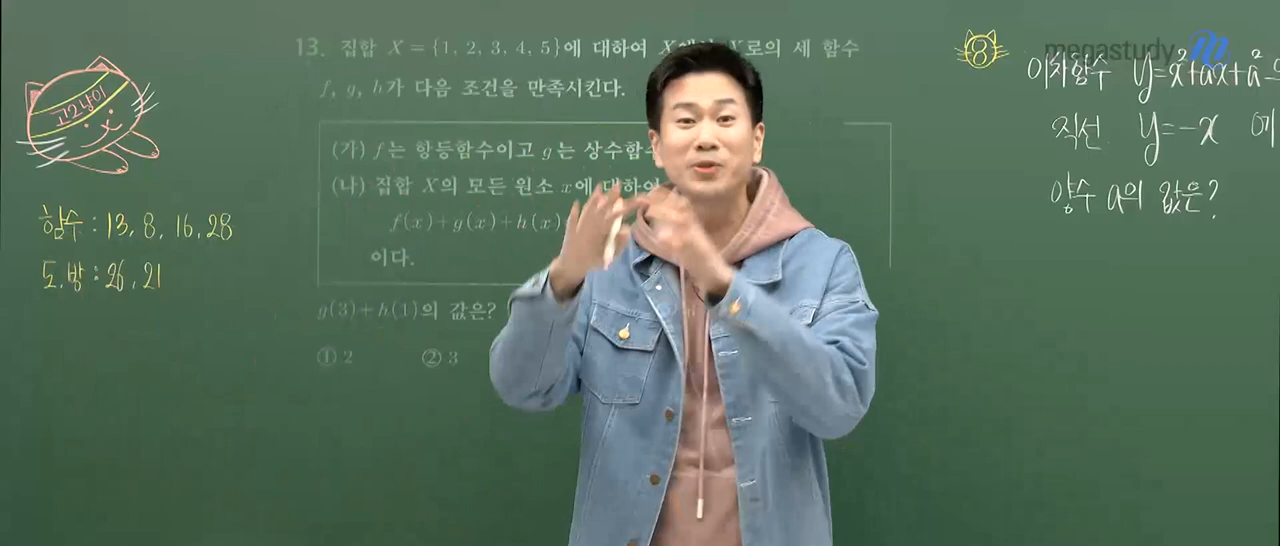 고2냥이
함수 : 13, 8, 16, 28
도.방 : 26, 21
13. 집합 X = {1, 2, 3, 4, 5}에 대하여 X에서 X로의 세 함수
f, g, h가 다음 조건을 만족시킨다.
(가) f는 항등함수이고 g는 상수함수
(나) 집합 X의 모든 원소 x에 대하여
f(x)+g(x)+h(x)
이다.
g(3)+h(1)의 값은?
① 2 ② 3
8
megastudy
이차함수 y=x²+ax+a²
직선 y=-x 에
양수 a의 값은?